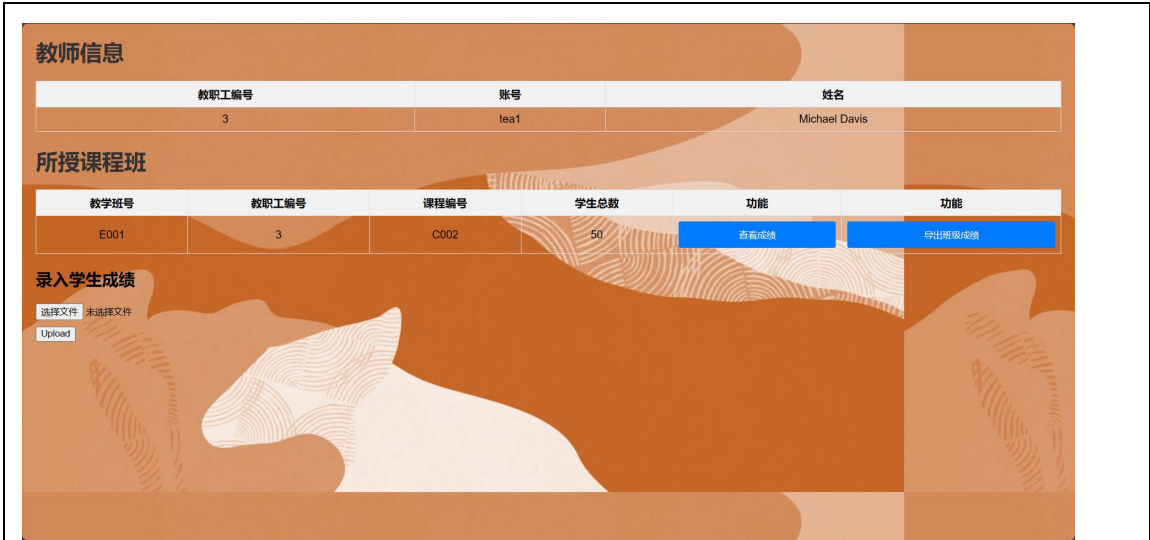 教师信息
教职工编号 账号 姓名
3 tea1 Michael Davis
所授课程班
教学班号 教职工编号 课程编号 学生总数 功能 功能
E001 3 C002 50 查看成绩 导出班级成绩
录入学生成绩
选择文件 未选择文件
Upload